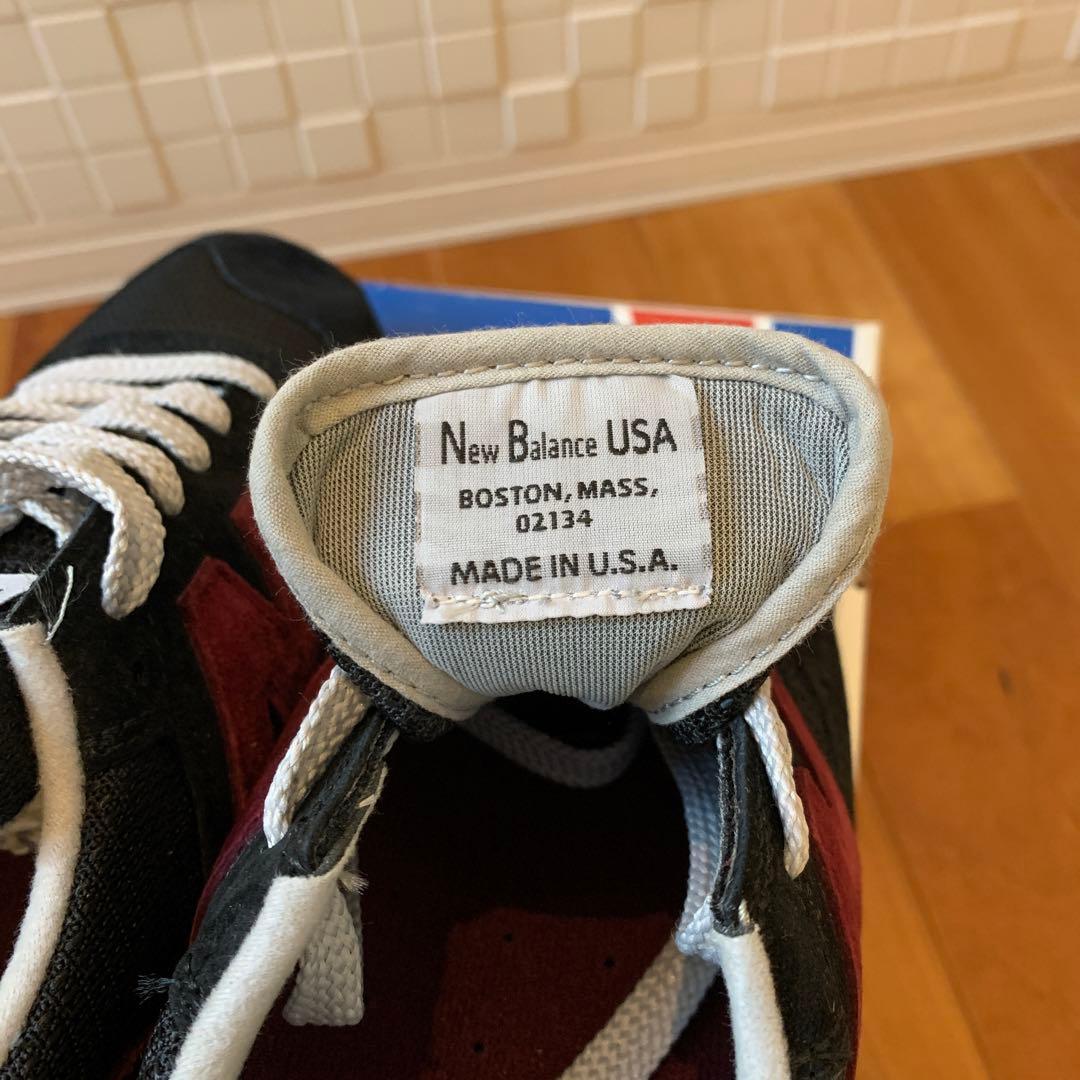 New Balance USA
BOSTON, MASS,
02134
MADE IN U.S.A.